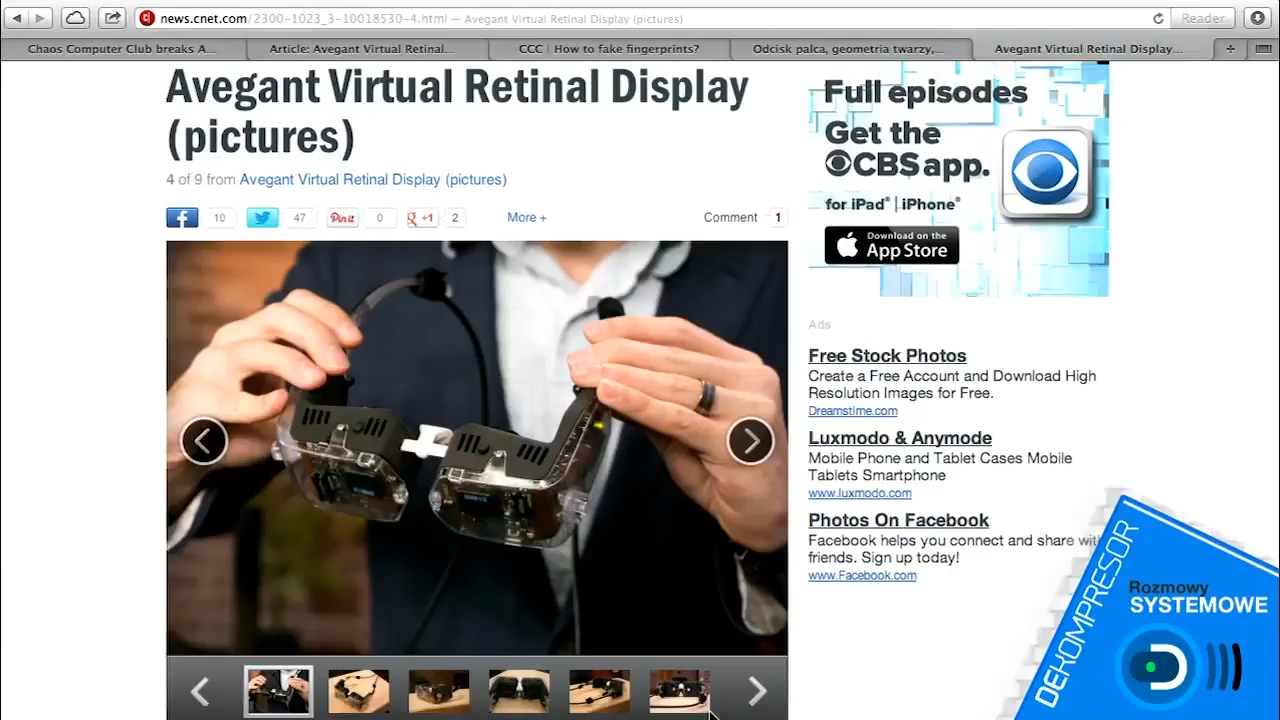 news.cnet.com/2300-1023_3-10018530-4.html — Avegant Virtual Retinal Display (pictures)
Reader
Chaos Computer Club breaks A...
Article: Avegant Virtual Retinal...
CCC | How to fake fingerprints?
Odcisk palca, geometria twarzy,...
Avegant Virtual Retinal Display...
Avegant Virtual Retinal Display
(pictures)
4 of 9 from Avegant Virtual Retinal Display (pictures)
10
47
Pin it
0
g +1
2
More +
Comment
1
Full episodes
Get the
CBS app.
for iPad® | iPhone®
Download on the
App Store
Ads
Free Stock Photos
Create a Free Account and Download High
Resolution Images for Free.
Dreamstime.com
Luxmodo & Anymode
Mobile Phone and Tablet Cases Mobile
Tablets Smartphone
www.luxmodo.com
Photos On Facebook
Facebook helps you connect and share with
friends. Sign up today!
www.Facebook.com
DEKOMPRESOR
Rozmowy
SYSTEMOWE